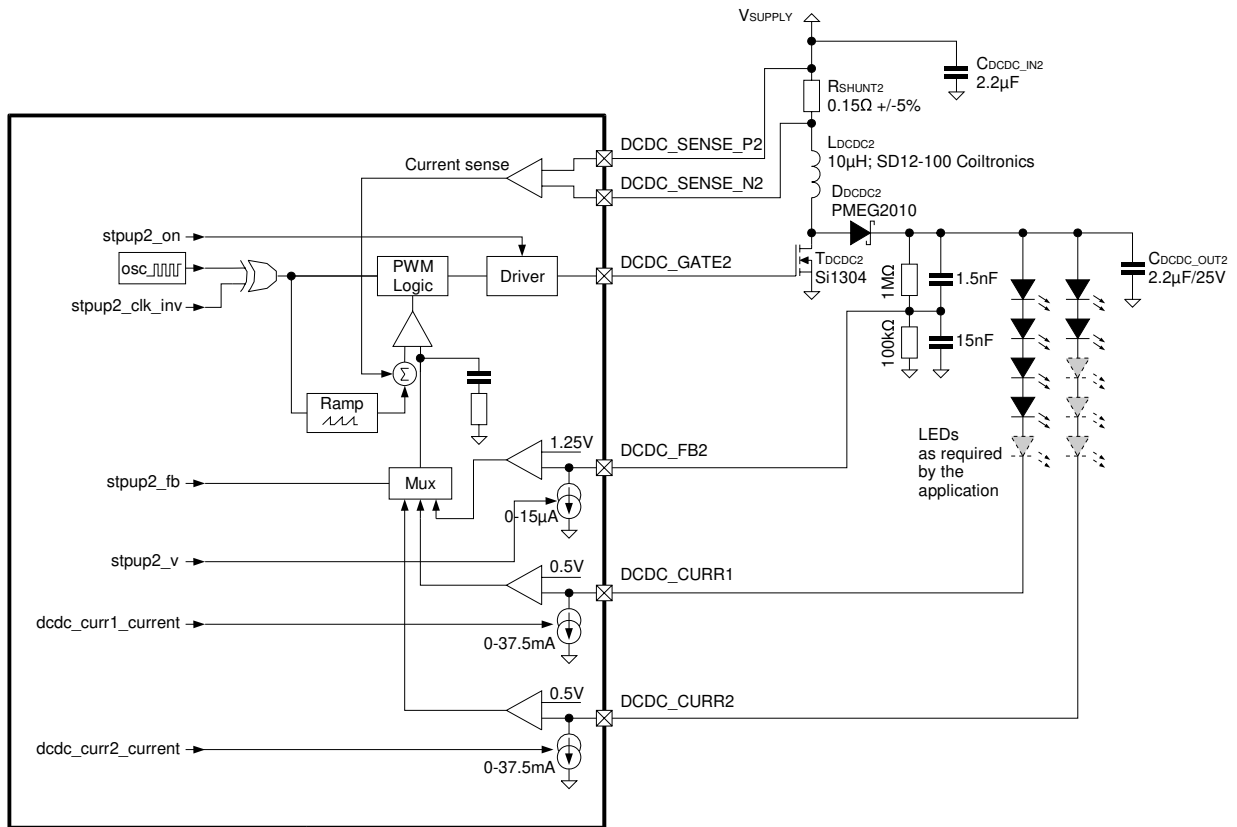 VSUPPLY
CDCDC_IN2
2.2µF
RSHUNT2
0.15Ω +/-5%
DCDC_SENSE_P2
LDCDC2
10µH; SD12-100 Coiltronics
Current sense
DCDC_SENSE_N2
DDCDC2
PMEG2010
stpup2_on
osc
PWM
Logic
Driver
DCDC_GATE2
TDCDC2
Si1304
CDCDC_OUT2
2.2µF/25V
1MΩ
1.5nF
stpup2_clk_inv
100kΩ
15nF
Σ
Ramp
LEDs
as required
by the
application
1.25V
DCDC_FB2
stpup2_fb
Mux
0-15µA
stpup2_v
0.5V
DCDC_CURR1
dcdc_curr1_current
0-37.5mA
0.5V
DCDC_CURR2
dcdc_curr2_current
0-37.5mA